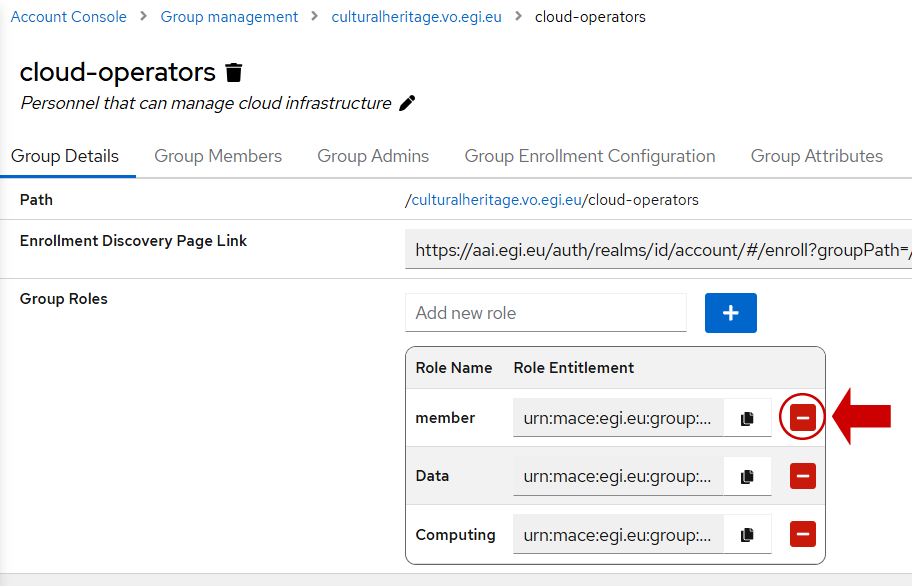 Account Console > Group management > culturalheritage.vo.egi.eu > cloud-operators
cloud-operators
Personnel that can manage cloud infrastructure
Group Details Group Members Group Admins Group Enrollment Configuration Group Attributes
Path /culturalheritage.vo.egi.eu/cloud-operators
Enrollment Discovery Page Link https://aai.egi.eu/auth/realms/id/account/#/enroll?groupPath=/
Group Roles Add new role
Role Name Role Entitlement
member urn:mace:egi.eu:group:...
Data urn:mace:egi.eu:group:...
Computing urn:mace:egi.eu:group:...